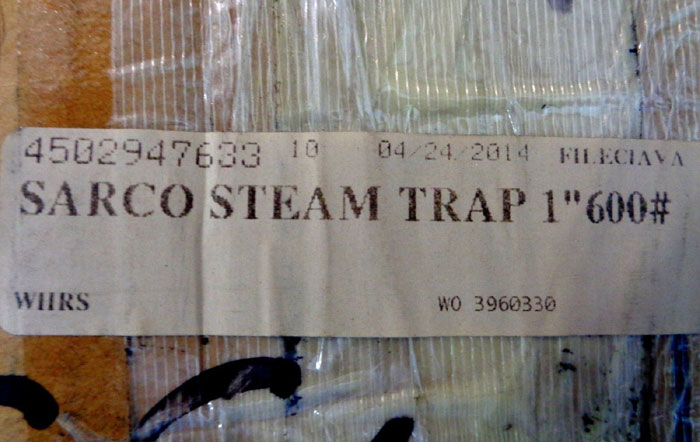 4502947633 10 04/24/2014 FILECIAVA
SARCO STEAM TRAP 1"600#
WHRS WO 3960330